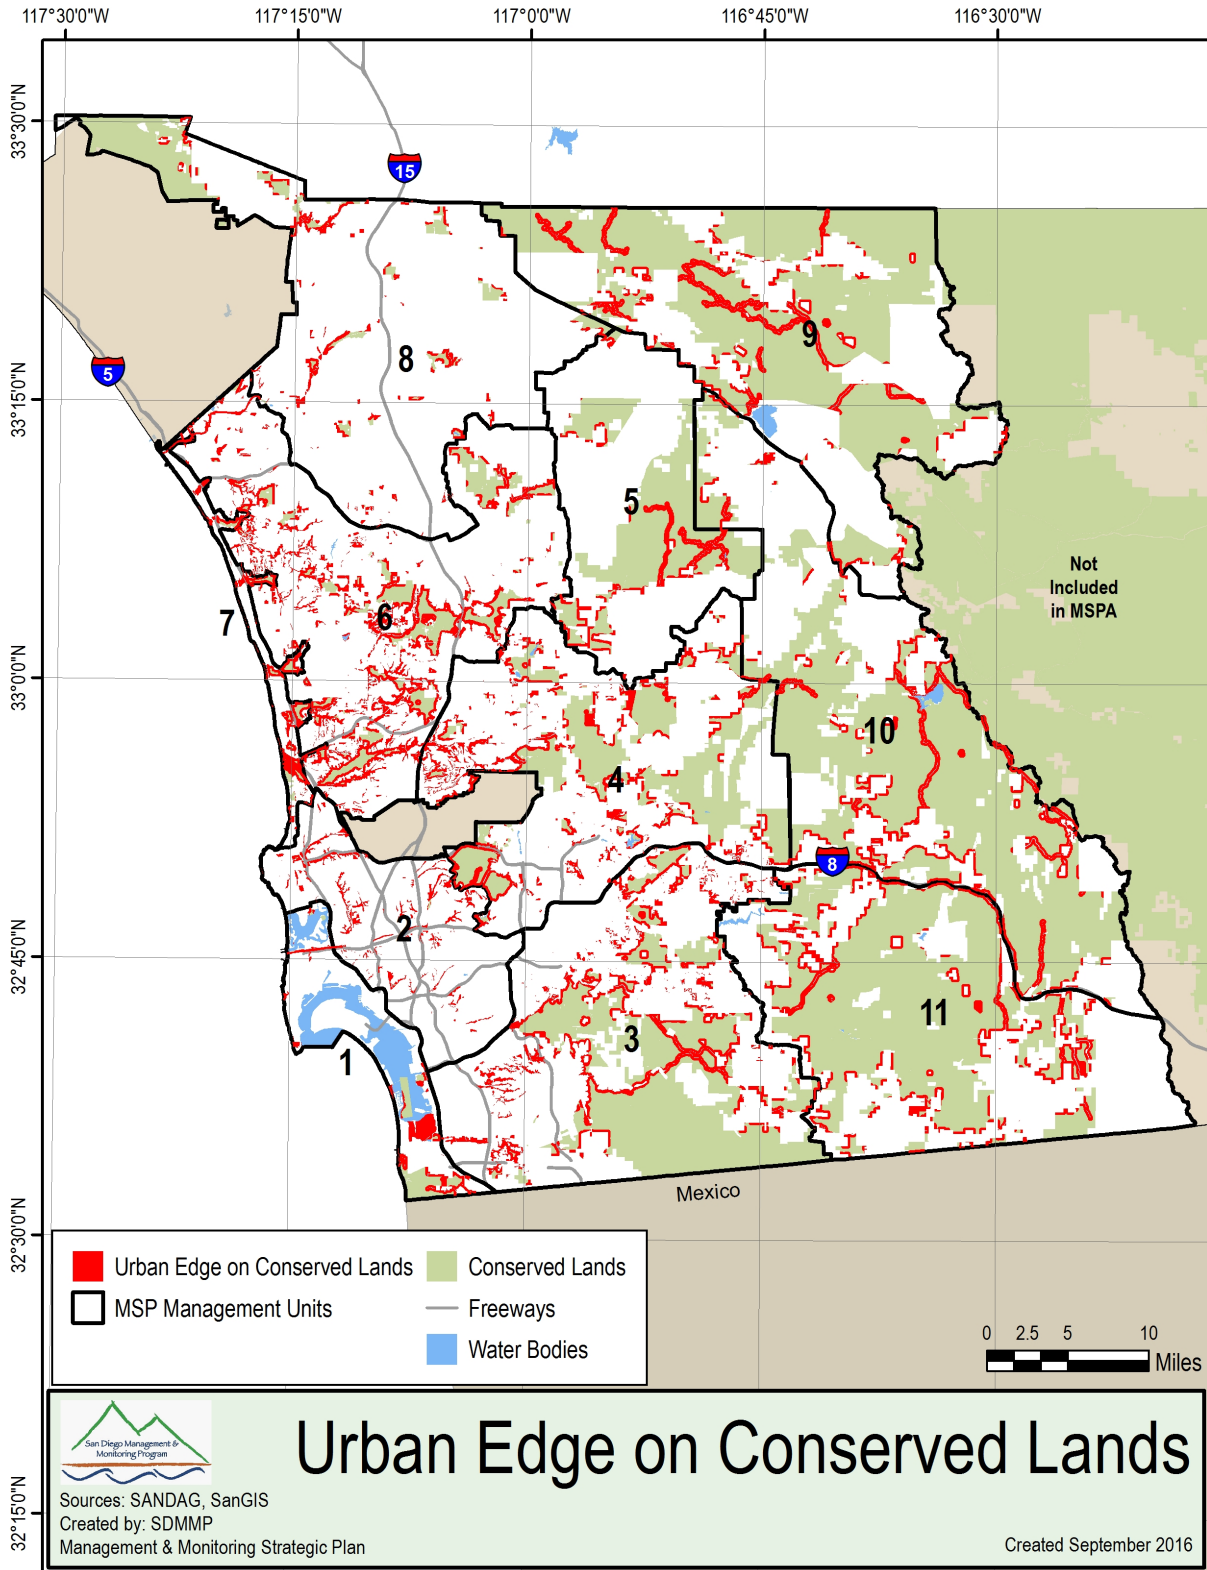 117°30'0"W 117°15'0"W 117°0'0"W 116°45'0"W 116°30'0"W
33°30'0"N
33°15'0"N
33°0'0"N
32°45'0"N
32°30'0"N
32°15'0"N
15
5
8
9
5
7
6
Not
Included
in MSPA
10
4
8
2
11
3
1
Mexico
Urban Edge on Conserved Lands
Conserved Lands
MSP Management Units
Freeways
Water Bodies
0 2.5 5 10
Miles
San Diego Management &
Monitoring Program
Urban Edge on Conserved Lands
Sources: SANDAG, SanGIS
Created by: SDMMP
Management & Monitoring Strategic Plan
Created September 2016